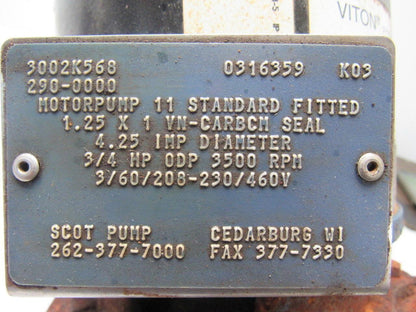 VITON
3002K568 0316359 K03
290-0000
MOTORPUMP 11 STANDARD FITTED
1.25 X 1 VN-CARBCM SEAL
4.25 IMP DIAMETER
3/4 HP ODP 3500 RPM
3/60/208-230/460V
SCOT PUMP CEDARBURG WI
262-377-7000 FAX 377-7330